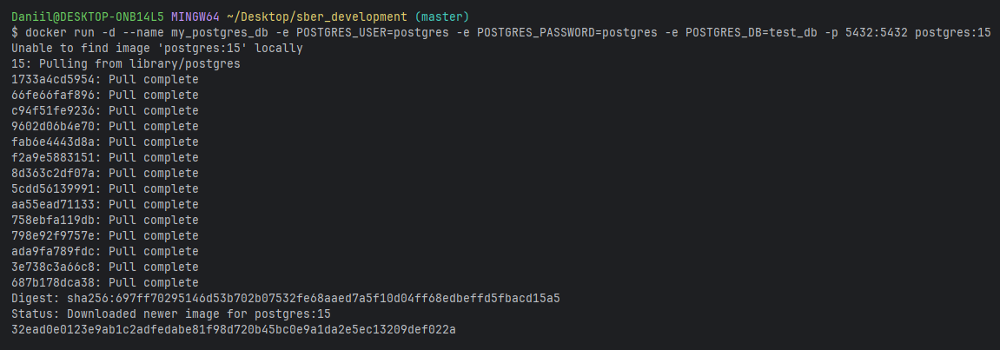 Daniil@DESKTOP-ONB14L5 MINGW64 ~/Desktop/sber_development (master)
$ docker run -d --name my_postgres_db -e POSTGRES_USER=postgres -e POSTGRES_PASSWORD=postgres -e POSTGRES_DB=test_db -p 5432:5432 postgres:15
Unable to find image 'postgres:15' locally
15: Pulling from library/postgres
1733a4cd5954: Pull complete
66fe66faf896: Pull complete
c94f51fe9236: Pull complete
9602d06b4e70: Pull complete
fab6e4443d8a: Pull complete
f2a9e5883151: Pull complete
8d363c2df07a: Pull complete
5cdd56139991: Pull complete
aa55ead71133: Pull complete
758ebfa119db: Pull complete
798e92f9757e: Pull complete
ada9fa789fdc: Pull complete
3e738c3a66c8: Pull complete
687b178dca38: Pull complete
Digest: sha256:697ff70295146d53b702b07532fe68aaed7a5f10d04ff68edbeffd5fbacd15a5
Status: Downloaded newer image for postgres:15
32ead0e0123e9ab1c2adfedabe81f98d720b45bc0e9a1da2e5ec13209def022a